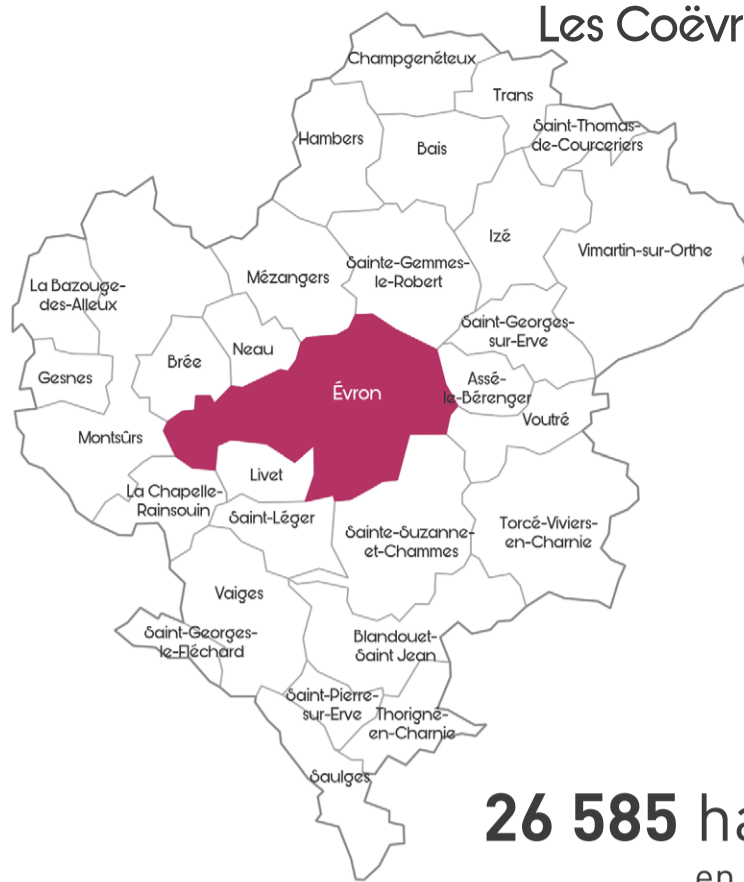 Les Coëvr
Champgenéteux
Trans
Saint-Thomas-
de-Courceriers
Hambers
Bais
Izé
Vimartin-sur-Orthe
Mézangers
Sainte-Gemmes-
le-Robert
La Bazouge-
des-Alleux
Saint-Georges-
sur-Erve
Neau
Brée
Gesnes
Évron
Assé-
le-Bérenger
Voutré
Montsûrs
Livet
La Chapelle-
Rainsouin
Saint-Léger
Sainte-Suzanne-
et-Chammes
Torcé-Viviers-
en-Charnie
Vaiges
Saint-Georges-
le-Fléchard
Blandouet-
Saint Jean
Saint-Pierre-
sur-Erve
Thorigné-
en-Charnie
Saulges
26 585 ha
en